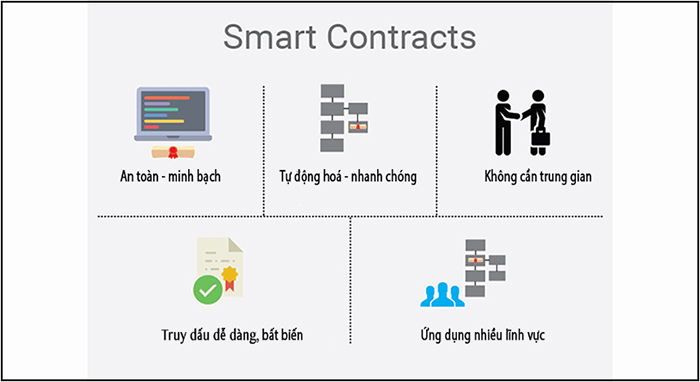 Smart Contracts
An toàn - minh bạch
Tự động hoá - nhanh chóng
Không cần trung gian
Truy dấu dễ dàng, bất biến
Ứng dụng nhiều lĩnh vực